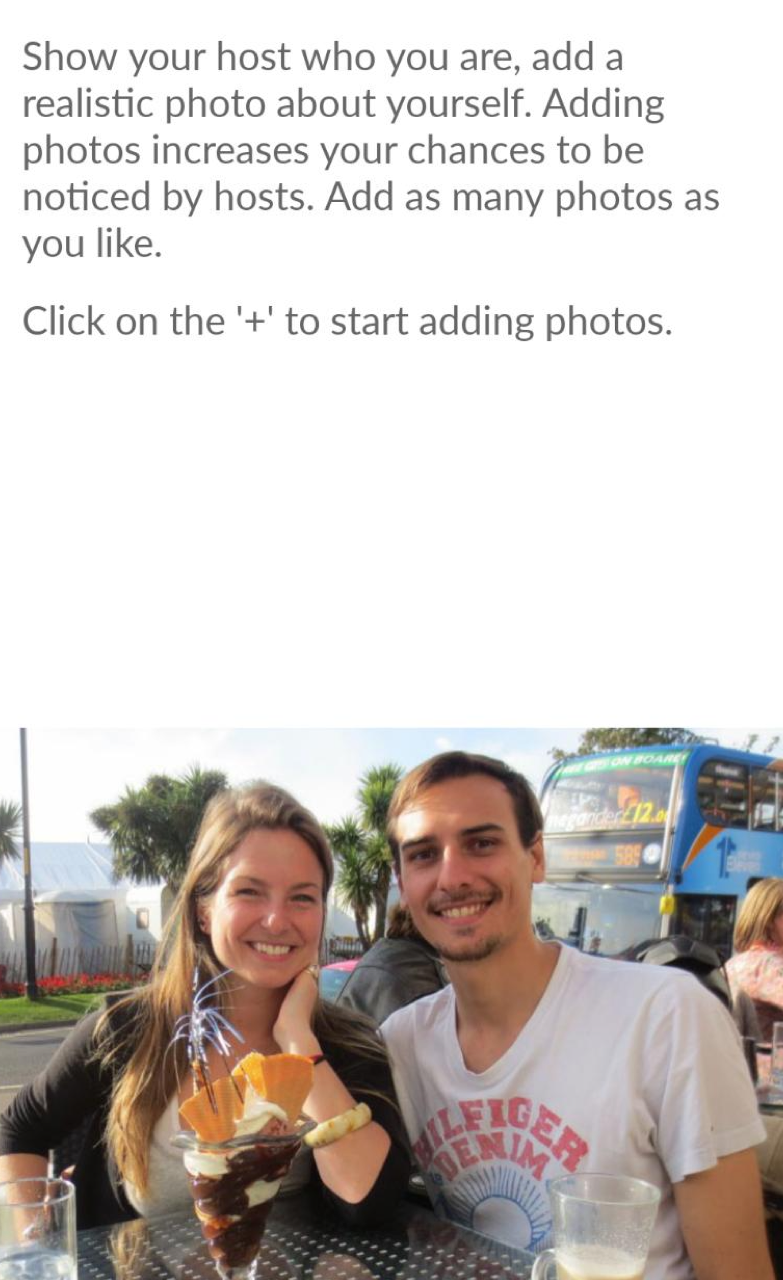 Show your host who you are, add a
realistic photo about yourself. Adding
photos increases your chances to be
noticed by hosts. Add as many photos as
you like.
Click on the '+' to start adding photos.
ON BOARD
megarider £12.
HILFIGER
DENIM